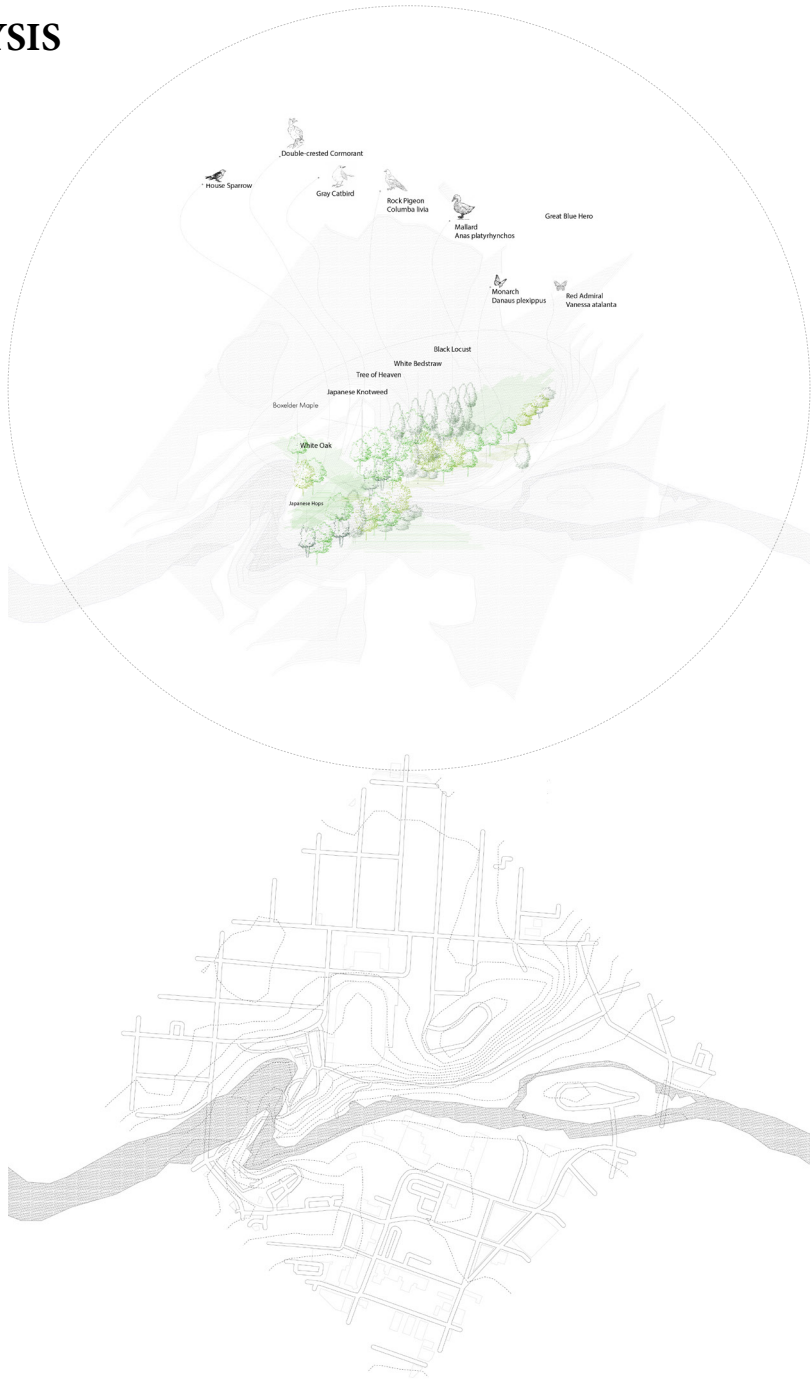 YSIS
Double-crested Cormorant
House Sparrow
Gray Catbird
Rock Pigeon
Columba livia
Great Blue Hero
Mallard
Anas platyrhynchos
Monarch
Danaus plexippus
Red Admiral
Vanessa atalanta
Black Locust
White Bedstraw
Tree of Heaven
Japanese Knotweed
Boxelder Maple
White Oak
Japanese Hops